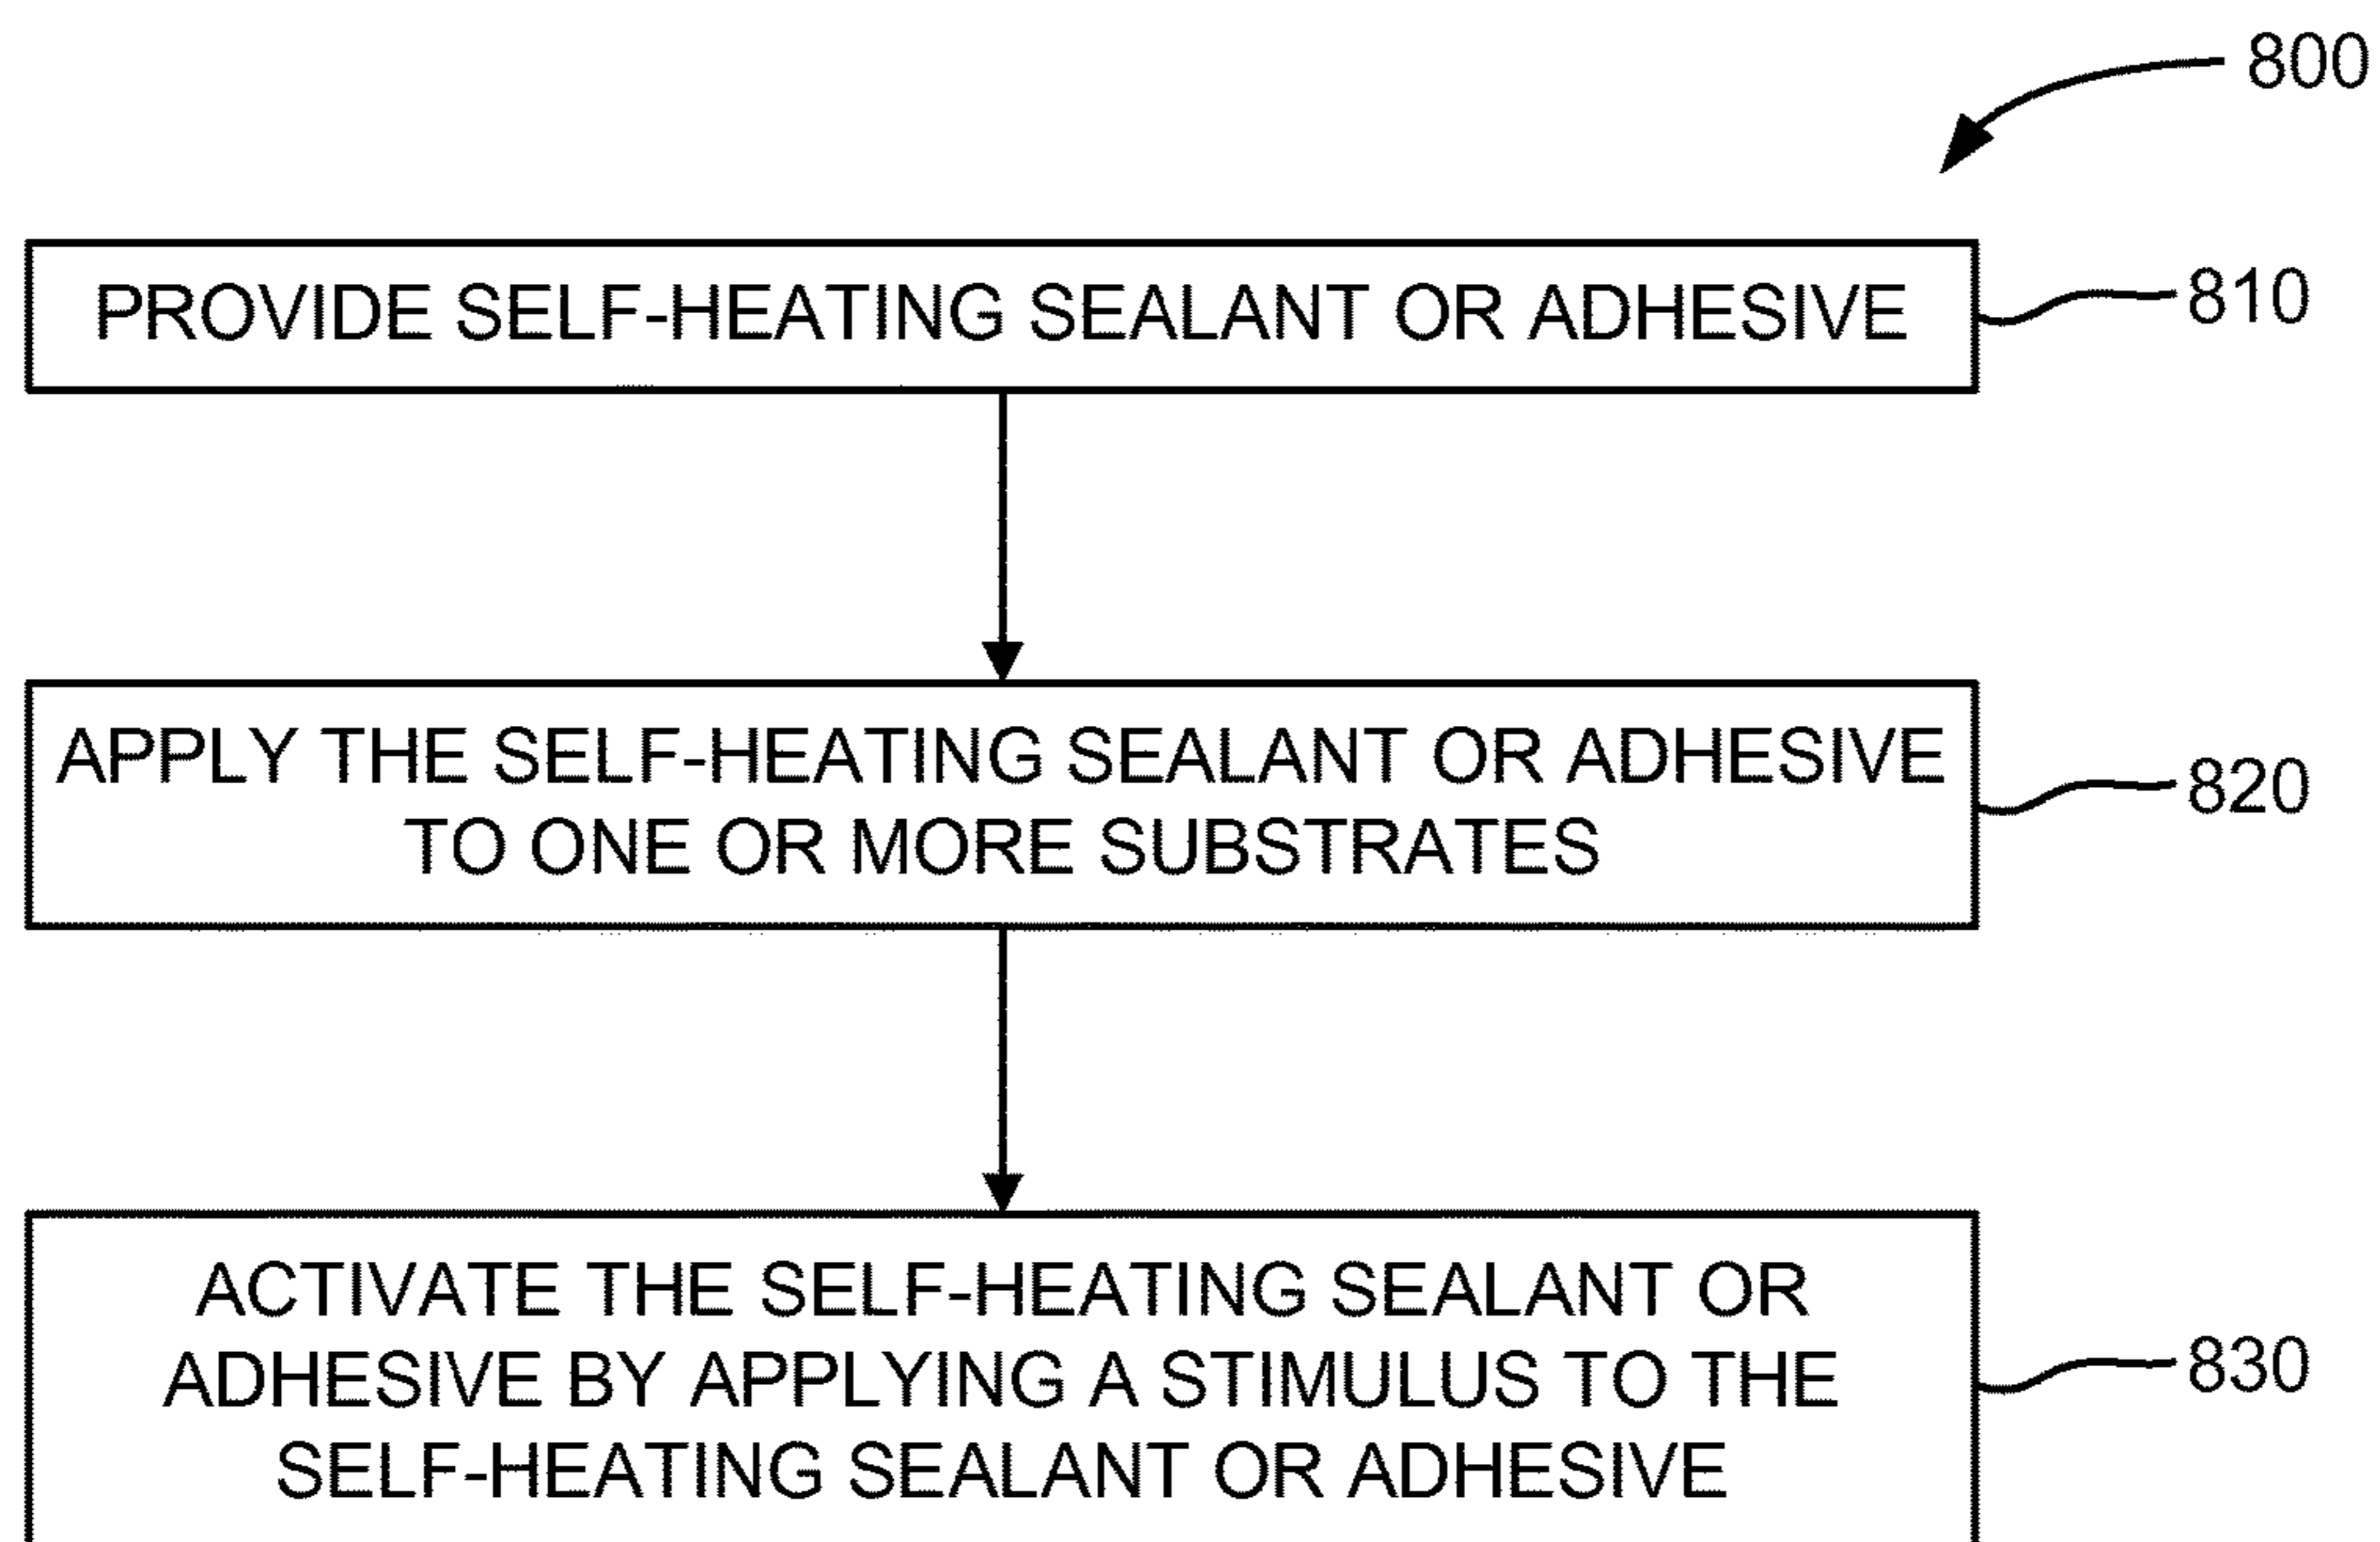 800
PROVIDE SELF-HEATING SEALANT OR ADHESIVE
810
APPLY THE SELF-HEATING SEALANT OR ADHESIVE
TO ONE OR MORE SUBSTRATES
820
ACTIVATE THE SELF-HEATING SEALANT OR
ADHESIVE BY APPLYING A STIMULUS TO THE
SELF-HEATING SEALANT OR ADHESIVE
830